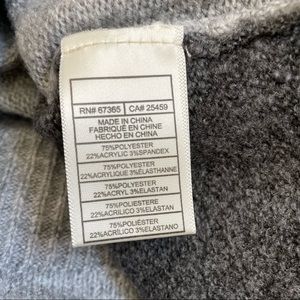 RN# 67365 CA# 25459
MADE IN CHINA
FABRIQUÉ EN CHINE
HECHO EN CHINA
75%POLYESTER
22%ACRYLIC 3%SPANDEX
75%POLYESTER
22%ACRYLIQUE 3%ÉLASTHANNE
75%POLYESTER
22%ACRYL 3%ELASTAN
75%POLIESTERE
22%ACRILICO 3%ELASTAN
75%POLIÉSTER
22%ACRÍLICO 3%ELASTANO